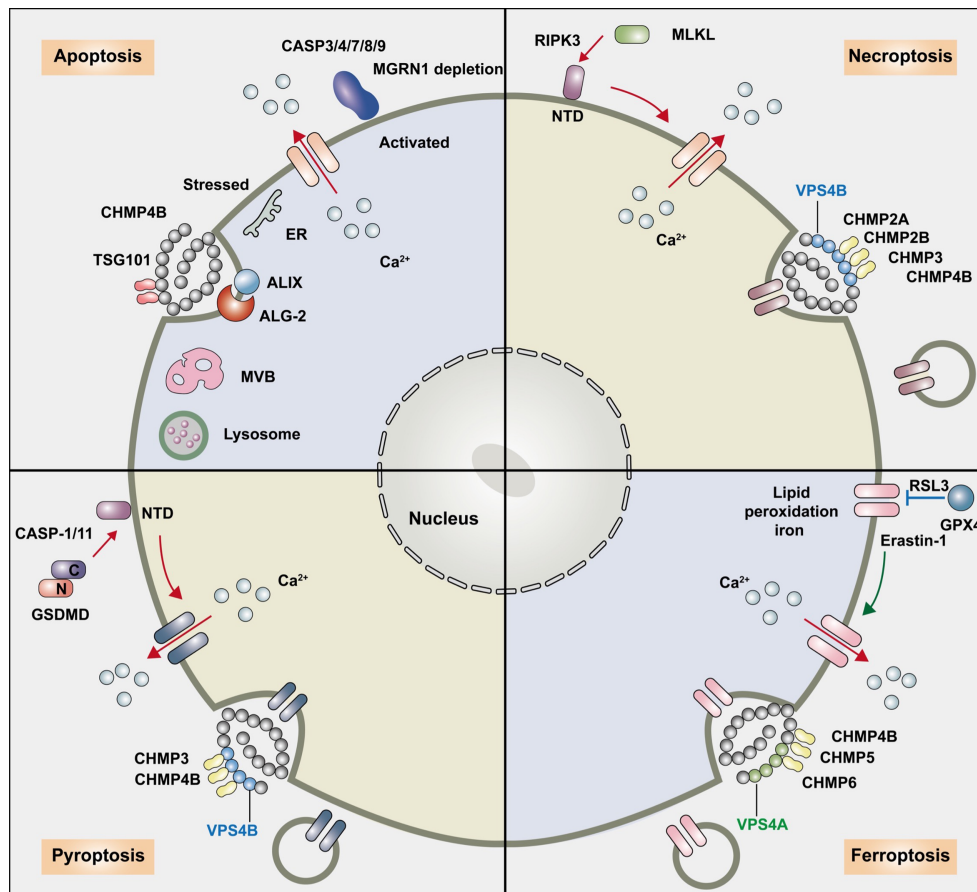 Apoptosis
CASP3/4/7/8/9
MGRN1 depletion
Activated
Stressed
CHMP4B
ER
TSG101
Ca²⁺
ALIX
ALG-2
MVB
Lysosome
RIPK3
MLKL
Necroptosis
NTD
VPS4B
Ca²⁺
CHMP2A
CHMP2B
CHMP3
CHMP4B
Nucleus
NTD
CASP-1/11
C
N
GSDMD
Ca²⁺
CHMP3
CHMP4B
VPS4B
Pyroptosis
Lipid
peroxidation
iron
RSL3
GPX4
Erastin-1
Ca²⁺
CHMP4B
CHMP5
CHMP6
VPS4A
Ferroptosis